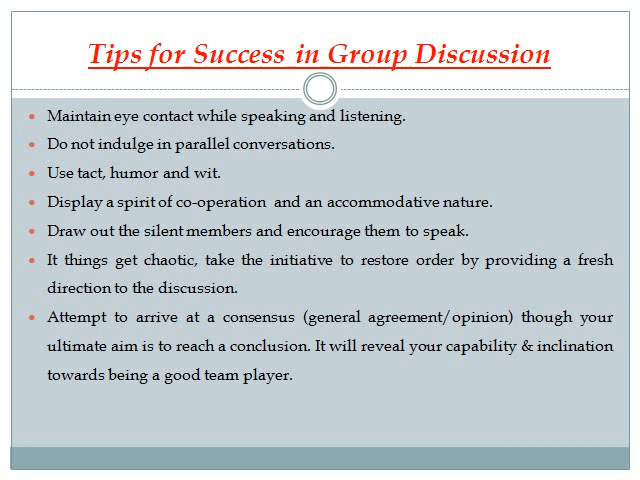 Tips for Success in Group Discussion
Maintain eye contact while speaking and listening.
Do not indulge in parallel conversations.
Use tact, humor and wit.
Display a spirit of co-operation and an accommodative nature.
Draw out the silent members and encourage them to speak.
It things get chaotic, take the initiative to restore order by providing a fresh
direction to the discussion.
Attempt to arrive at a consensus (general agreement/opinion) though your
ultimate aim is to reach a conclusion. It will reveal your capability & inclination
towards being a good team player.